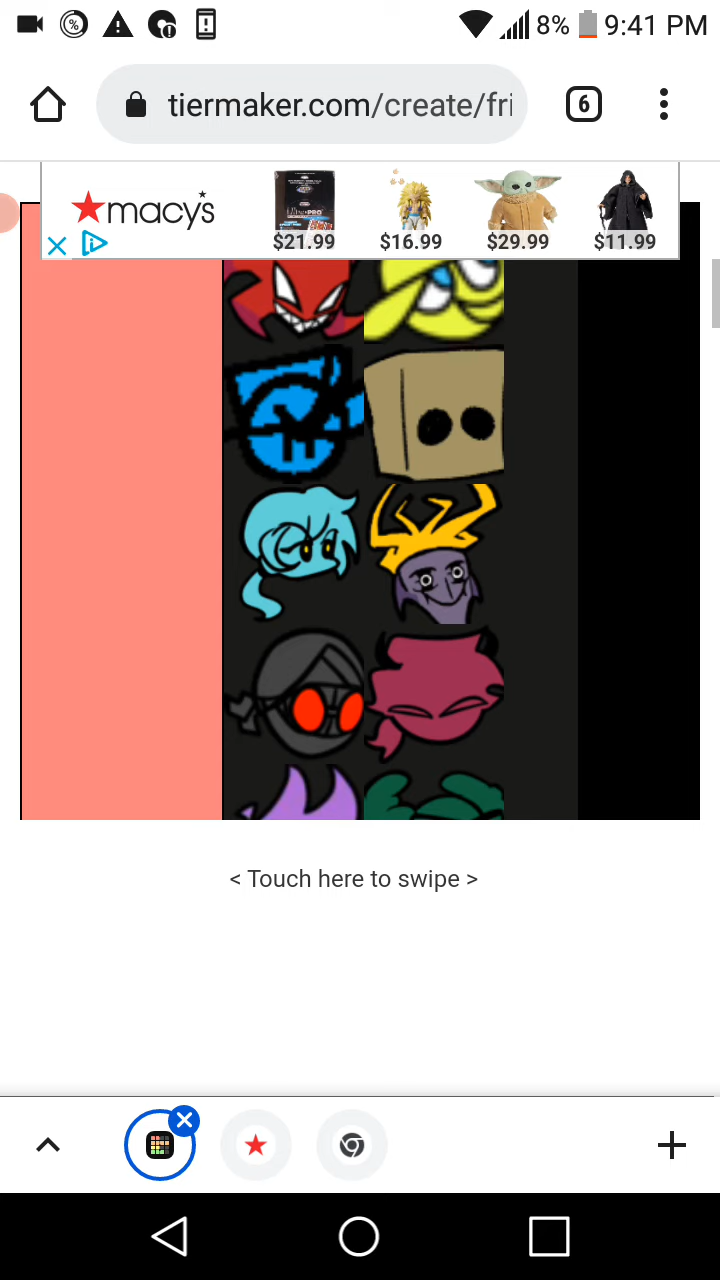 8% 9:41 PM
tiermaker.com/create/fri
6
macy's
$21.99 $16.99 $29.99 $11.99
< Touch here to swipe >